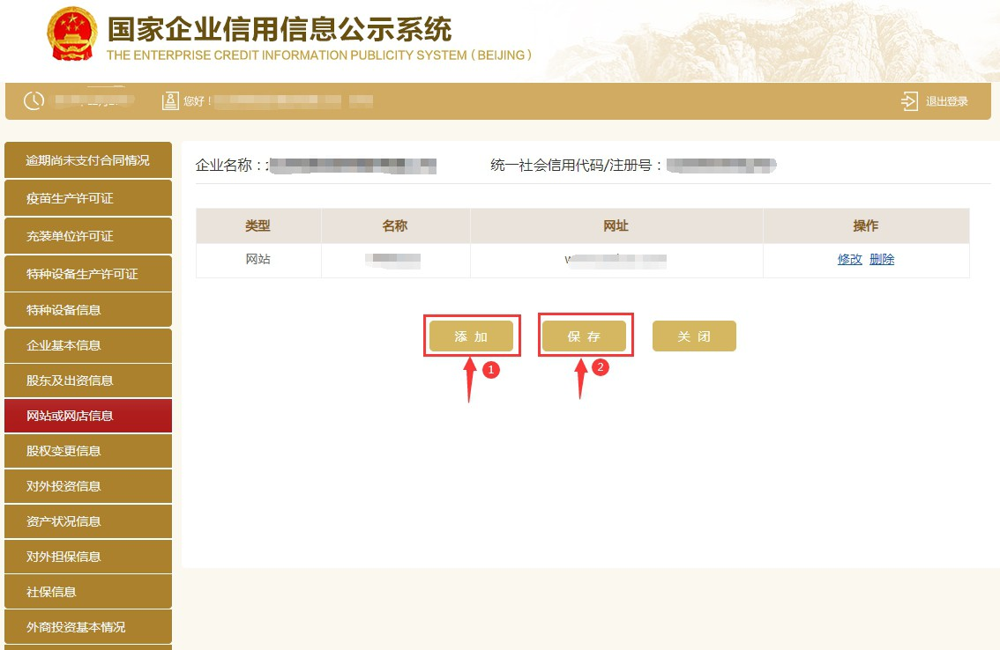 国家企业信用信息公示系统
THE ENTERPRISE CREDIT INFORMATION PUBLICITY SYSTEM ( BEIJING )
您好！
退出登录
逾期尚未支付合同情况
疫苗生产许可证
充装单位许可证
特种设备生产许可证
特种设备信息
企业基本信息
股东及出资信息
网站或网店信息
股权变更信息
对外投资信息
资产状况信息
对外担保信息
社保信息
外商投资基本情况
企业名称：: 统一社会信用代码/注册号：
类型 名称 网址 操作
网站 修改 删除
添 加 保 存 关 闭
1 2